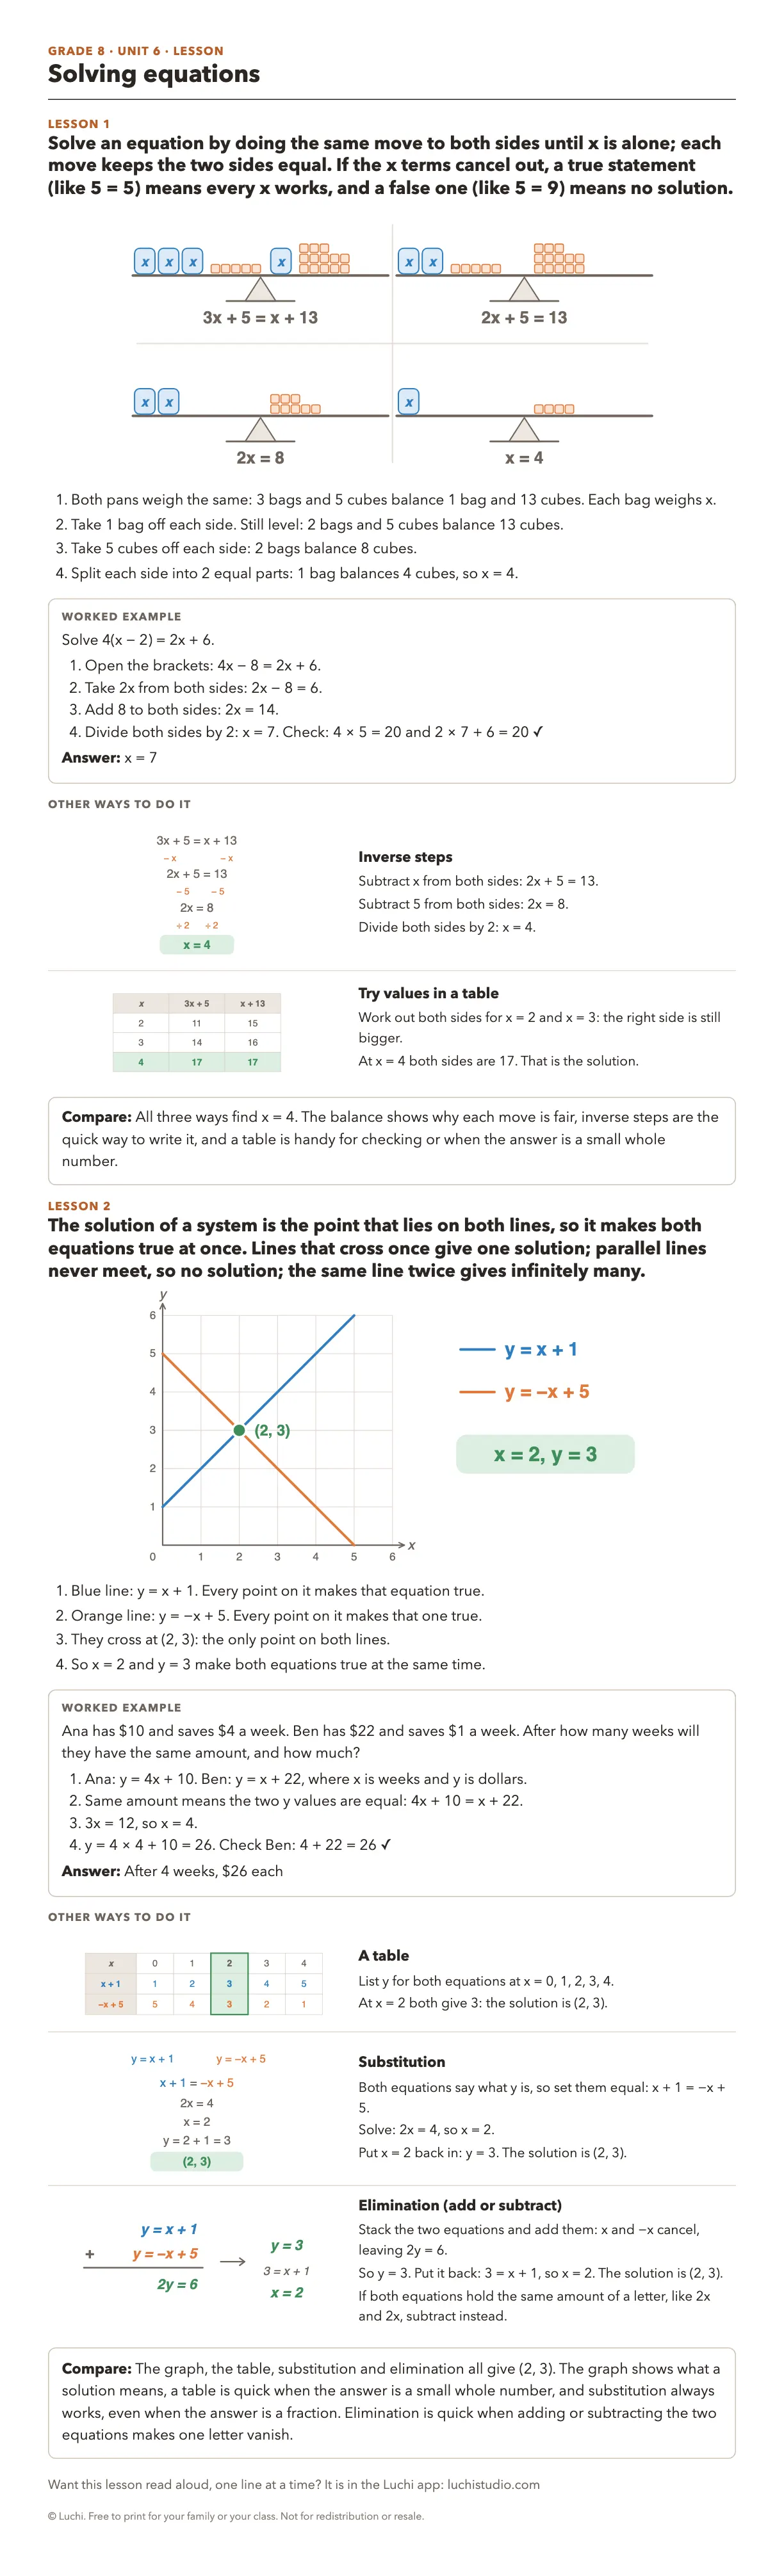 GRADE 8 · UNIT 6 · LESSON
Solving equations
LESSON 1
Solve an equation by doing the same move to both sides until x is alone; each
move keeps the two sides equal. If the x terms cancel out, a true statement
(like 5 = 5) means every x works, and a false one (like 5 = 9) means no solution.
x x x x
3x + 5 = x + 13
x x
2x + 5 = 13
x x
2x = 8
x
x = 4
1. Both pans weigh the same: 3 bags and 5 cubes balance 1 bag and 13 cubes. Each bag weighs x.
2. Take 1 bag off each side. Still level: 2 bags and 5 cubes balance 13 cubes.
3. Take 5 cubes off each side: 2 bags balance 8 cubes.
4. Split each side into 2 equal parts: 1 bag balances 4 cubes, so x = 4.
WORKED EXAMPLE
Solve 4(x − 2) = 2x + 6.
1. Open the brackets: 4x − 8 = 2x + 6.
2. Take 2x from both sides: 2x − 8 = 6.
3. Add 8 to both sides: 2x = 14.
4. Divide both sides by 2: x = 7. Check: 4 × 5 = 20 and 2 × 7 + 6 = 20 ✓
Answer: x = 7
OTHER WAYS TO DO IT
3x + 5 = x + 13
− x − x
2x + 5 = 13
− 5 − 5
2x = 8
÷ 2 ÷ 2
x = 4
Inverse steps
Subtract x from both sides: 2x + 5 = 13.
Subtract 5 from both sides: 2x = 8.
Divide both sides by 2: x = 4.
x 3x + 5 x + 13
2 11 15
3 14 16
4 17 17
Try values in a table
Work out both sides for x = 2 and x = 3: the right side is still
bigger.
At x = 4 both sides are 17. That is the solution.
Compare: All three ways find x = 4. The balance shows why each move is fair, inverse steps are the
quick way to write it, and a table is handy for checking or when the answer is a small whole
number.
LESSON 2
The solution of a system is the point that lies on both lines, so it makes both
equations true at once. Lines that cross once give one solution; parallel lines
never meet, so no solution; the same line twice gives infinitely many.
y
6
5
4
3
2
1
0 1 2 3 4 5 6
x
(2, 3)
y = x + 1
y = −x + 5
x = 2, y = 3
1. Blue line: y = x + 1. Every point on it makes that equation true.
2. Orange line: y = −x + 5. Every point on it makes that one true.
3. They cross at (2, 3): the only point on both lines.
4. So x = 2 and y = 3 make both equations true at the same time.
WORKED EXAMPLE
Ana has $10 and saves $4 a week. Ben has $22 and saves $1 a week. After how many weeks will
they have the same amount, and how much?
1. Ana: y = 4x + 10. Ben: y = x + 22, where x is weeks and y is dollars.
2. Same amount means the two y values are equal: 4x + 10 = x + 22.
3. 3x = 12, so x = 4.
4. y = 4 × 4 + 10 = 26. Check Ben: 4 + 22 = 26 ✓
Answer: After 4 weeks, $26 each
OTHER WAYS TO DO IT
x 0 1 2 3 4
x + 1 1 2 3 4 5
−x + 5 5 4 3 2 1
A table
List y for both equations at x = 0, 1, 2, 3, 4.
At x = 2 both give 3: the solution is (2, 3).
y = x + 1 y = −x + 5
x + 1 = −x + 5
2x = 4
x = 2
y = 2 + 1 = 3
(2, 3)
Substitution
Both equations say what y is, so set them equal: x + 1 = −x +
5.
Solve: 2x = 4, so x = 2.
Put x = 2 back in: y = 3. The solution is (2, 3).
y = x + 1
+ y = −x + 5
2y = 6
y = 3
3 = x + 1
x = 2
Elimination (add or subtract)
Stack the two equations and add them: x and −x cancel,
leaving 2y = 6.
So y = 3. Put it back: 3 = x + 1, so x = 2. The solution is (2, 3).
If both equations hold the same amount of a letter, like 2x
and 2x, subtract instead.
Compare: The graph, the table, substitution and elimination all give (2, 3). The graph shows what a
solution means, a table is quick when the answer is a small whole number, and substitution always
works, even when the answer is a fraction. Elimination is quick when adding or subtracting the two
equations makes one letter vanish.
Want this lesson read aloud, one line at a time? It is in the Luchi app: luchistudio.com
© Luchi. Free to print for your family or your class. Not for redistribution or resale.